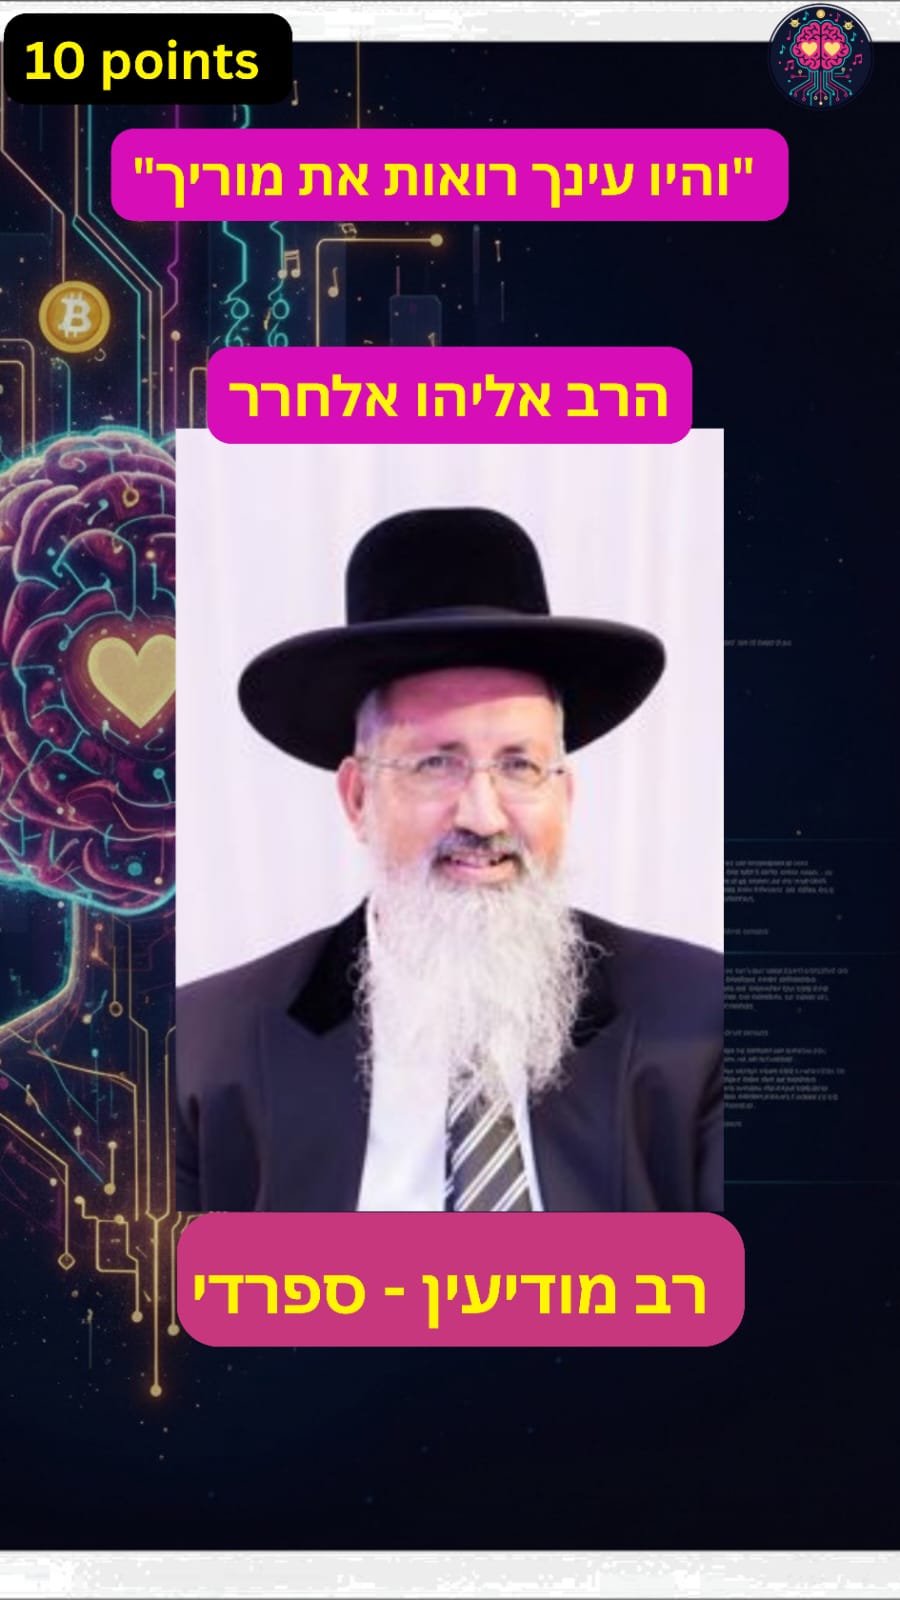 10 points
"והיו עינך רואות את מוריך"
הרב אליהו אלחרר
רב מודיעין - ספרדי